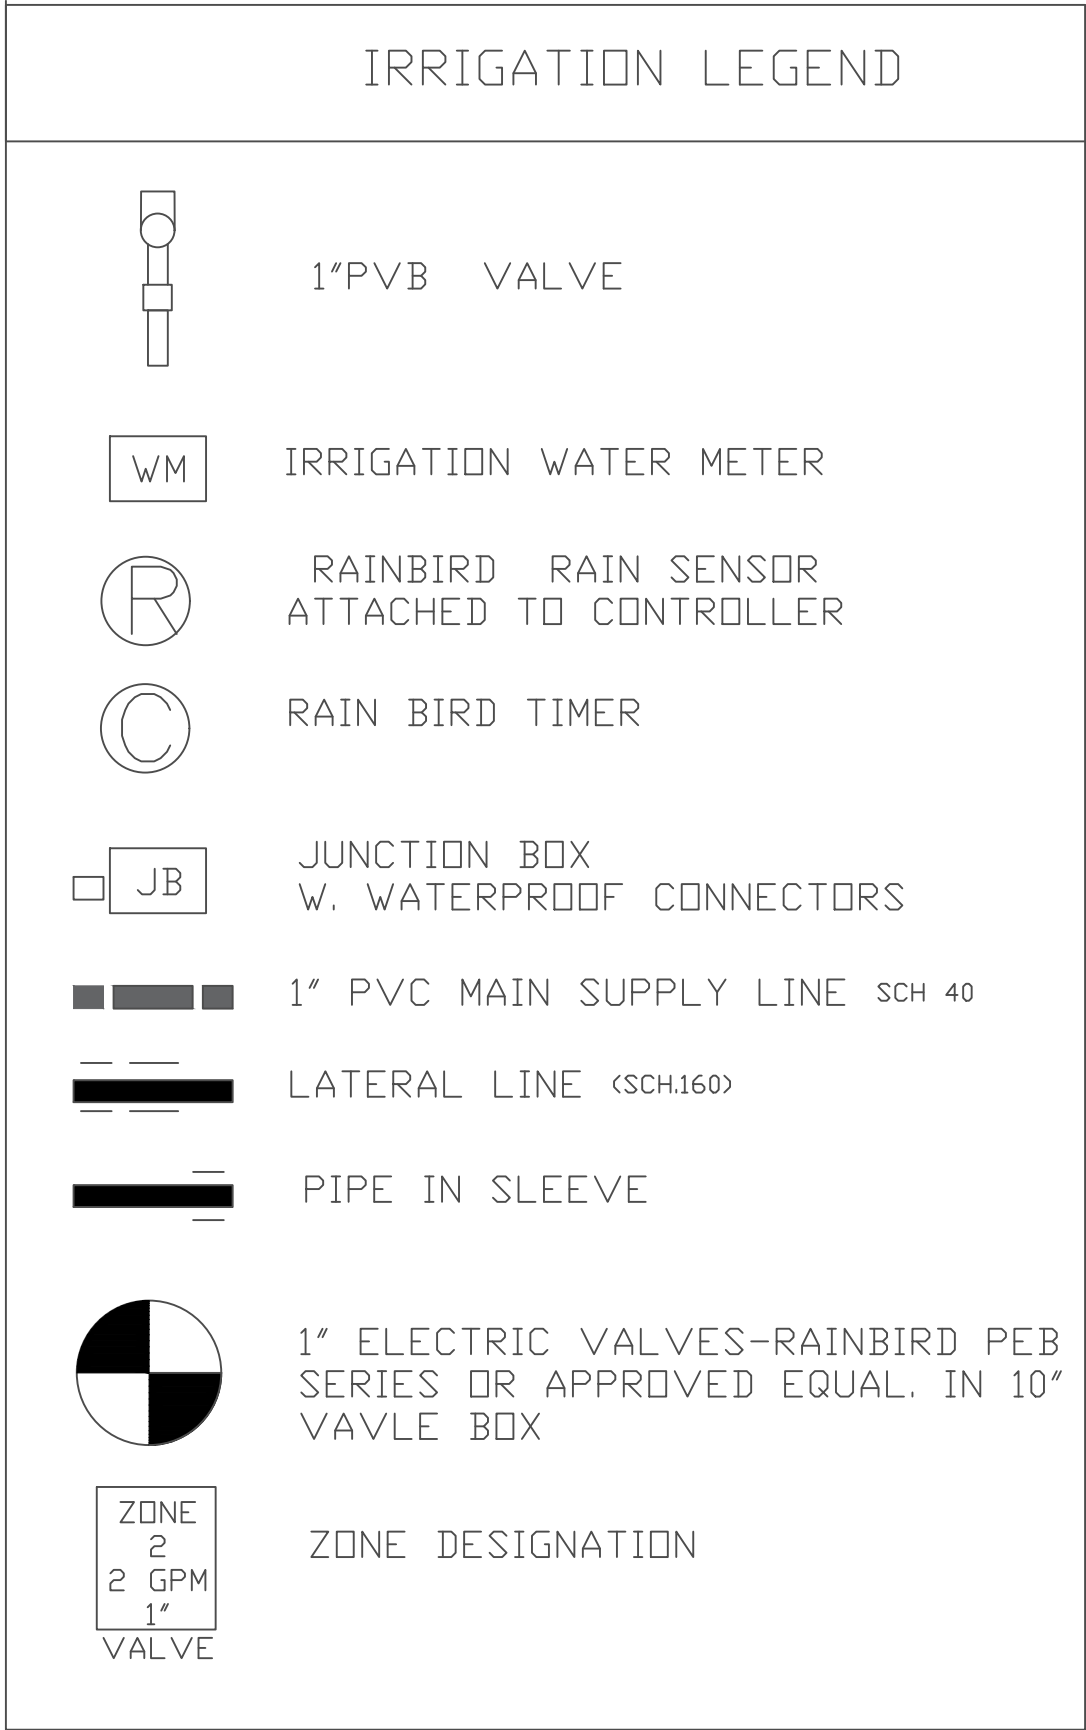 IRRIGATION LEGEND
1"PVB VALVE
WM IRRIGATION WATER METER
R RAINBIRD RAIN SENSOR
ATTACHED TO CONTROLLER
C RAIN BIRD TIMER
JB JUNCTION BOX
W. WATERPROOF CONNECTORS
1" PVC MAIN SUPPLY LINE SCH 40
LATERAL LINE (SCH.160)
PIPE IN SLEEVE
1" ELECTRIC VALVES-RAINBIRD PEB
SERIES OR APPROVED EQUAL. IN 10"
VAVLE BOX
ZONE
2
2 GPM
1"
VALVE
ZONE DESIGNATION